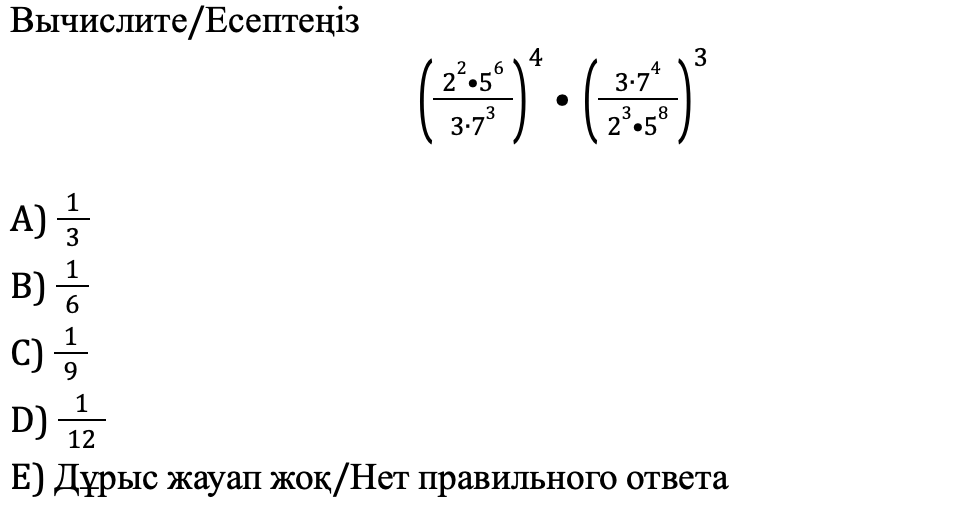 Вычислите/Есептеңіз
(2²•5⁶ / 3·7³)⁴ • (3·7⁴ / 2³•5⁸)³
A) 1/3
B) 1/6
C) 1/9
D) 1/12
E) Дұрыс жауап жоқ/Нет правильного ответа